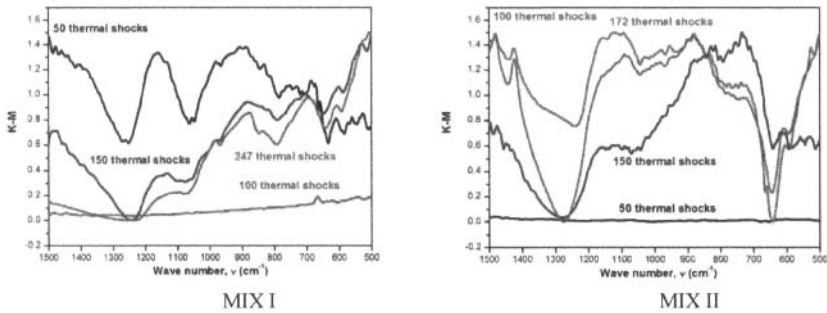 1.6
1.4
1.2
1.0
0.8
0.6
0.4
0.2
0.0
-0.2
K-M
50 thermal shocks
150 thermal shocks
247 thermal shocks
100 thermal shocks
1500 1400 1300 1200 1100 1000 900 800 700 600 500
Wave number, ν (cm⁻¹)
MIX I
1.6
1.4
1.2
1.0
0.8
0.6
0.4
0.2
0.0
-0.2
K-M
100 thermal shocks
172 thermal shocks
150 thermal shocks
50 thermal shocks
1500 1400 1300 1200 1100 1000 900 800 700 600 500
Wave number, ν (cm⁻¹)
MIX II